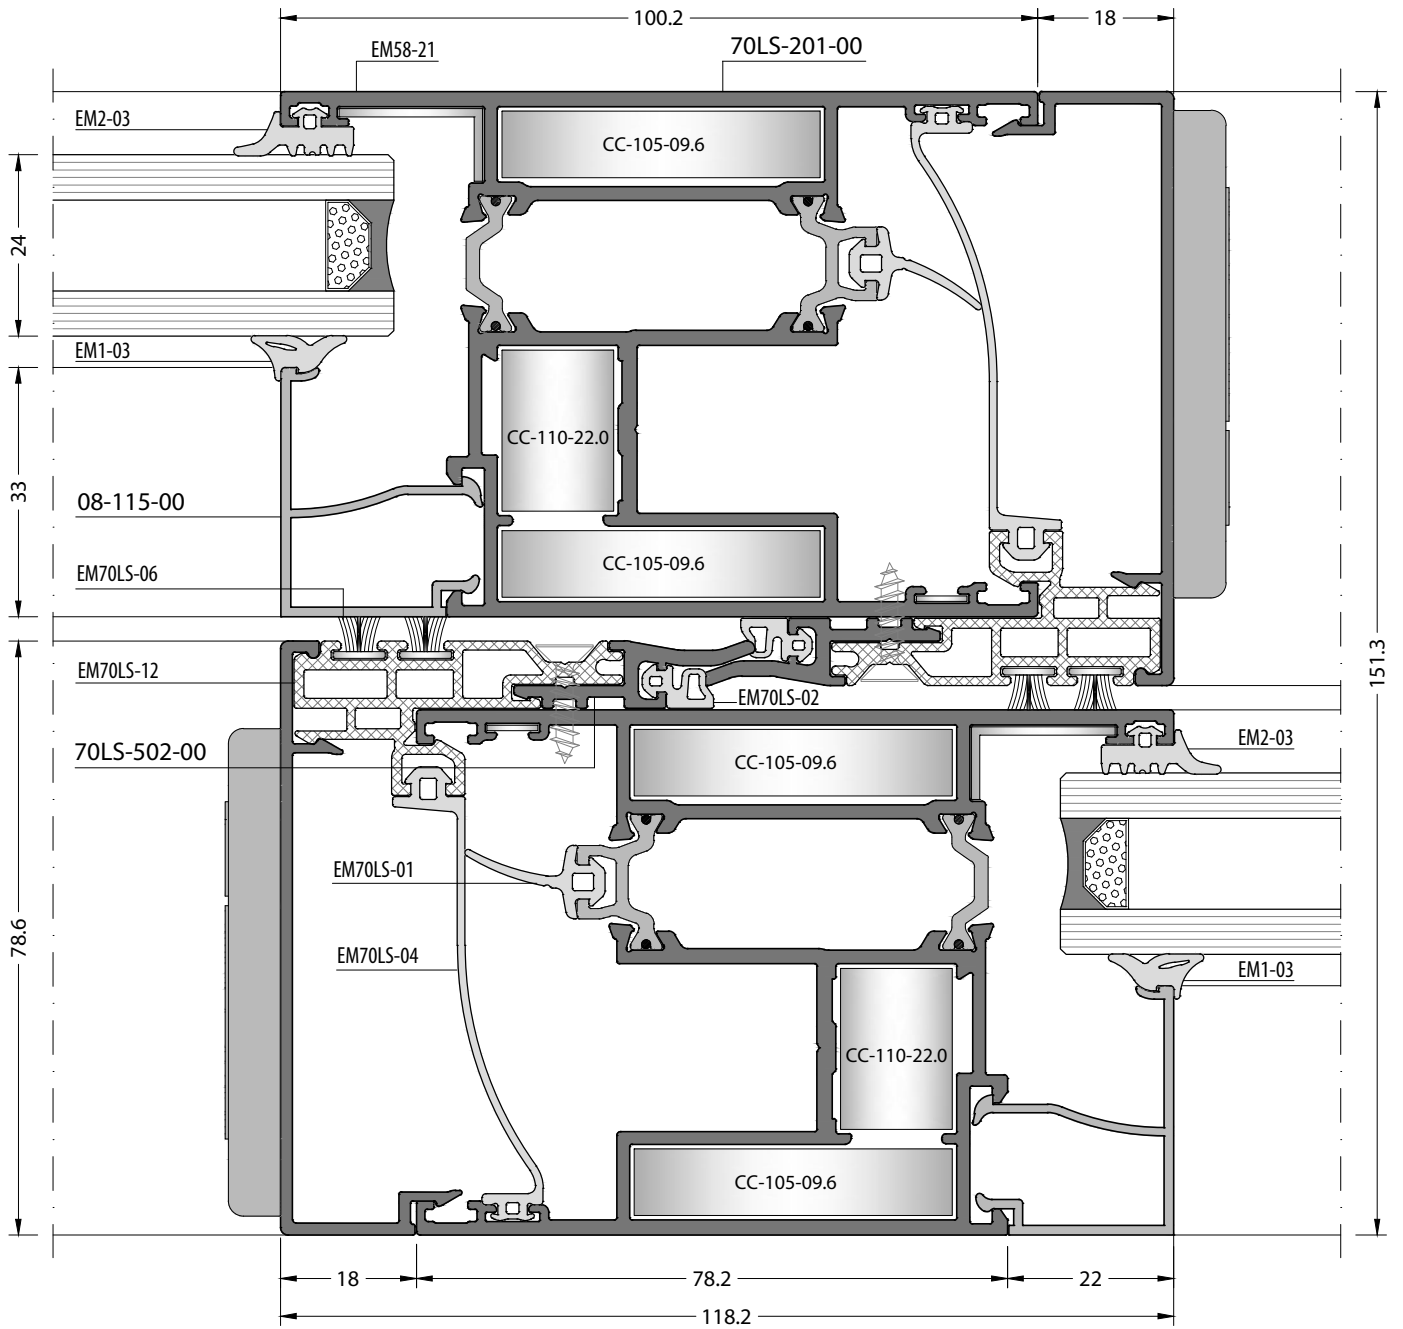 100.2
18
EM58-21
70LS-201-00
EM2-03
CC-105-09.6
24
EM1-03
CC-110-22.0
33
08-115-00
CC-105-09.6
EM70LS-06
EM70LS-12
EM70LS-02
151.3
70LS-502-00
EM2-03
CC-105-09.6
EM70LS-01
78.6
EM70LS-04
EM1-03
CC-110-22.0
CC-105-09.6
18
78.2
22
118.2